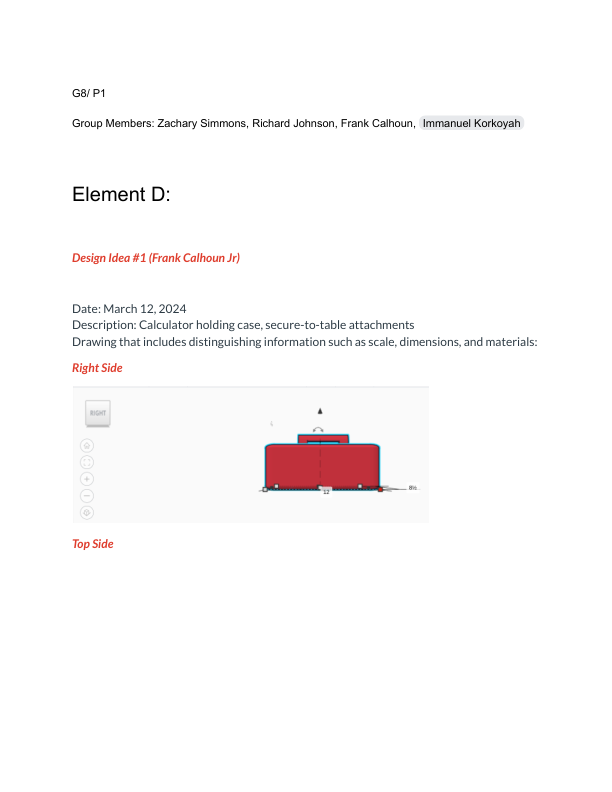 G8/ P1
Group Members: Zachary Simmons, Richard Johnson, Frank Calhoun, Immanuel Korkoyah
Element D:
Design Idea #1 (Frank Calhoun Jr)
Date: March 12, 2024
Description: Calculator holding case, secure-to-table attachments
Drawing that includes distinguishing information such as scale, dimensions, and materials:
Right Side
RIGHT
12
Top Side